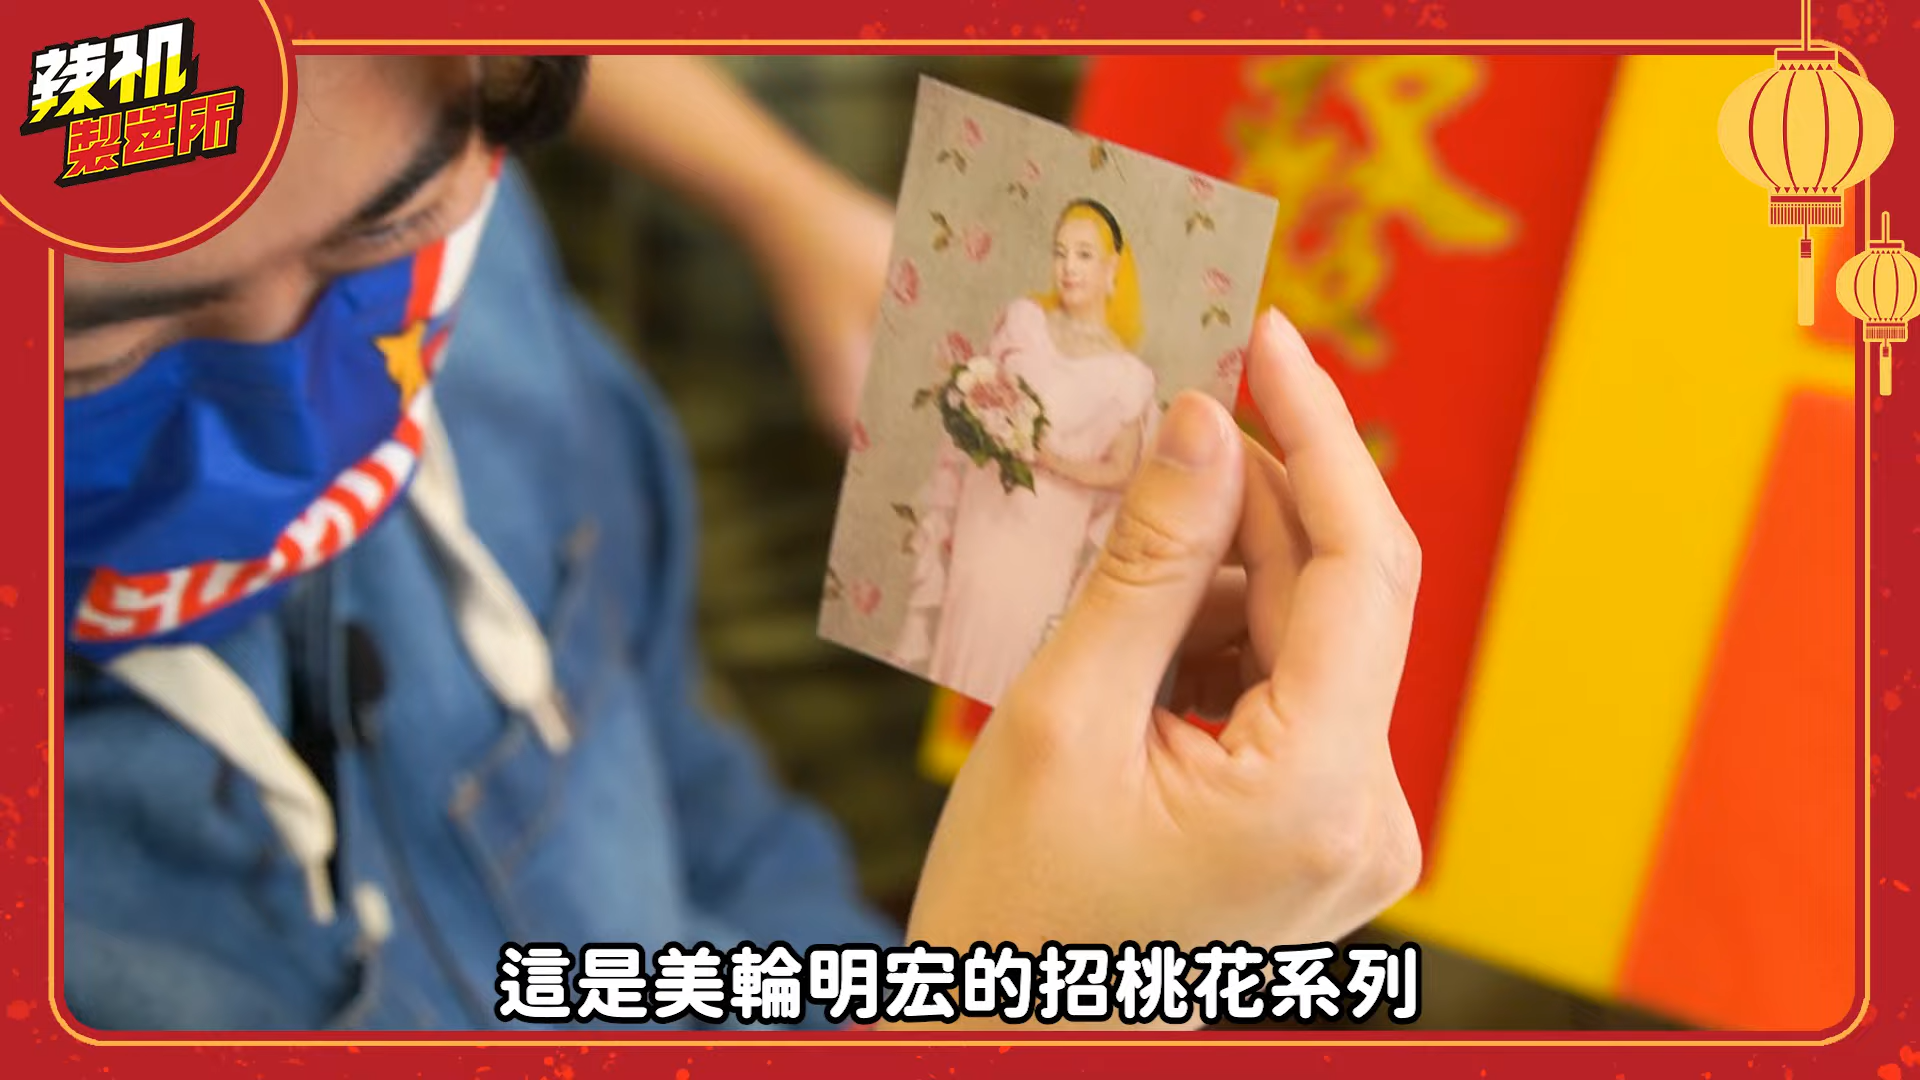 辣机
製造所
這是美輪明宏的招桃花系列